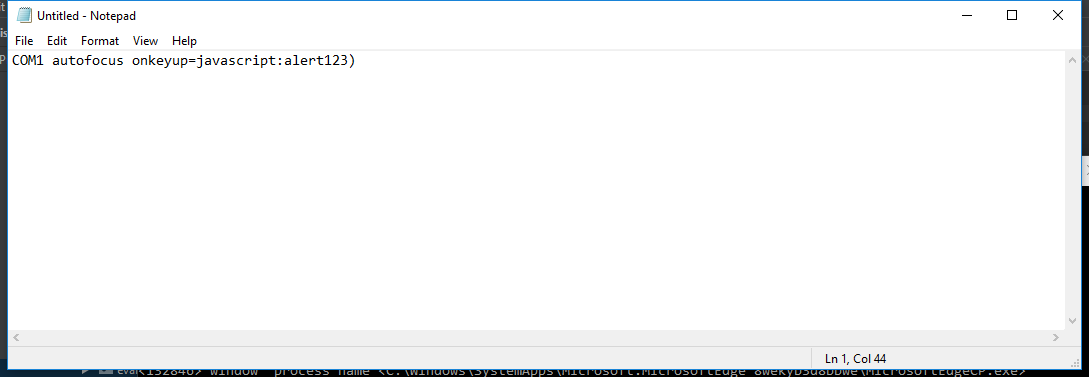 Untitled - Notepad
File Edit Format View Help
COM1 autofocus onkeyup=javascript:alert123)
Ln 1, Col 44
eval<132846> window process name <C:\Windows\SystemApps\Microsoft.MicrosoftEdge_8wekyb3d8bbwe\MicrosoftEdgeCP.exe>